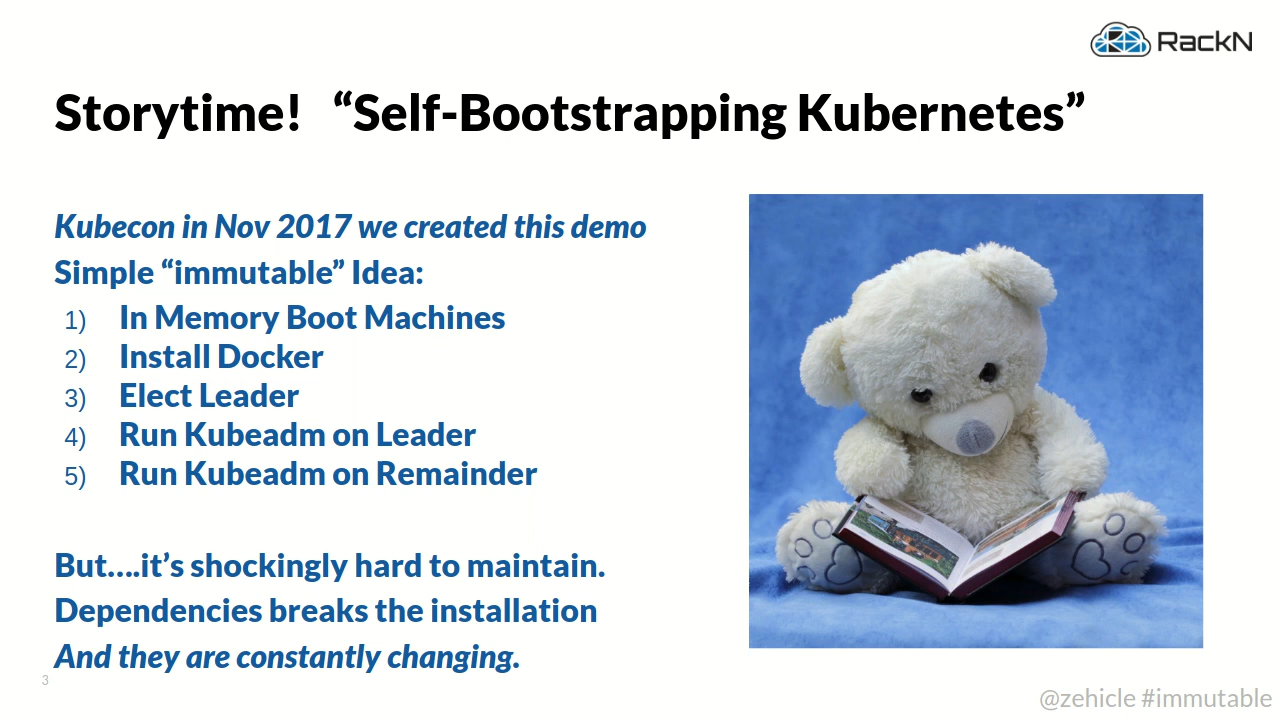 RackN
Storytime! “Self-Bootstrapping Kubernetes”
Kubecon in Nov 2017 we created this demo
Simple “immutable” Idea:
1) In Memory Boot Machines
2) Install Docker
3) Elect Leader
4) Run Kubeadm on Leader
5) Run Kubeadm on Remainder
But....it’s shockingly hard to maintain.
Dependencies breaks the installation
And they are constantly changing.
3
@zehicle #immutable